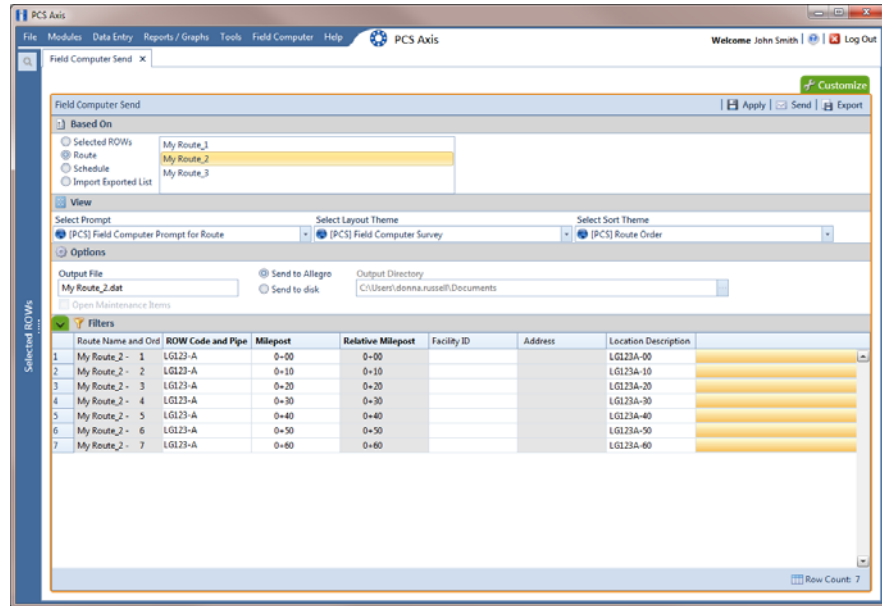 PCS Axis
File Modules Data Entry Reports / Graphs Tools Field Computer Help PCS Axis Welcome John Smith Log Out
Field Computer Send X
Customize
Field Computer Send Apply Send Export
Based On
Selected ROWs
Route
Schedule
Import Exported List
My Route_1
My Route_2
My Route_3
View
Select Prompt Select Layout Theme Select Sort Theme
[PCS] Field Computer Prompt for Route [PCS] Field Computer Survey [PCS] Route Order
Options
Output File Send to Allegro Output Directory
My Route_2.dat Send to disk C:\Users\donna.russell\Documents
Open Maintenance Items
Selected ROWs
Filters
Route Name and Ord ROW Code and Pipe Milepost Relative Milepost Facility ID Address Location Description
1 My Route_2 - 1 LG123-A 0+00 0+00 LG123A-00
2 My Route_2 - 2 LG123-A 0+10 0+10 LG123A-10
3 My Route_2 - 3 LG123-A 0+20 0+20 LG123A-20
4 My Route_2 - 4 LG123-A 0+30 0+30 LG123A-30
5 My Route_2 - 5 LG123-A 0+40 0+40 LG123A-40
6 My Route_2 - 6 LG123-A 0+50 0+50 LG123A-50
7 My Route_2 - 7 LG123-A 0+60 0+60 LG123A-60
Row Count: 7